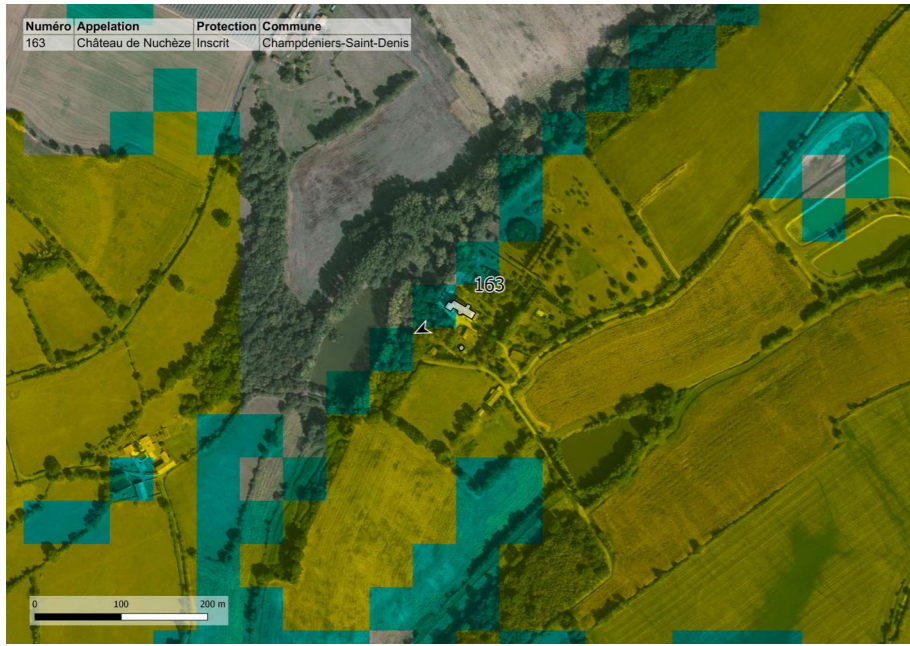 Numéro Appelation Protection Commune
163 Château de Nuchèze Inscrit Champdeniers-Saint-Denis
163
0 100 200 m